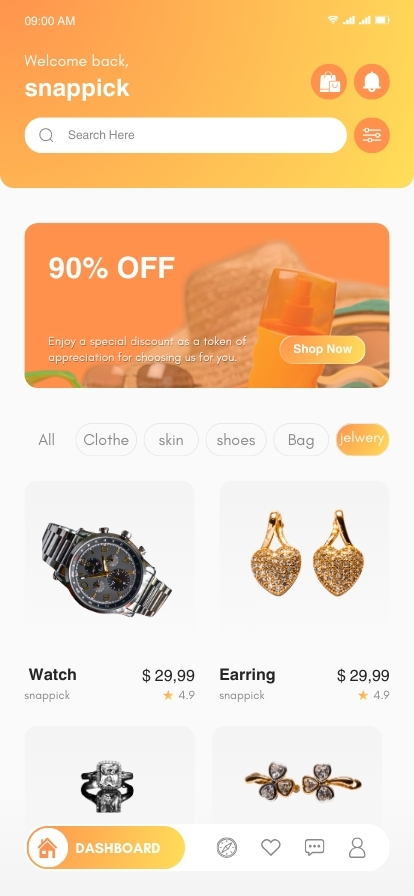 09:00 AM
Welcome back,
snappick
Search Here
90% OFF
Enjoy a special discount as a token of
appreciation for choosing us for you.
Shop Now
All Clothe skin shoes Bag jelwery
Watch $ 29,99 Earring $ 29,99
snappick 4.9 snappick 4.9
DASHBOARD